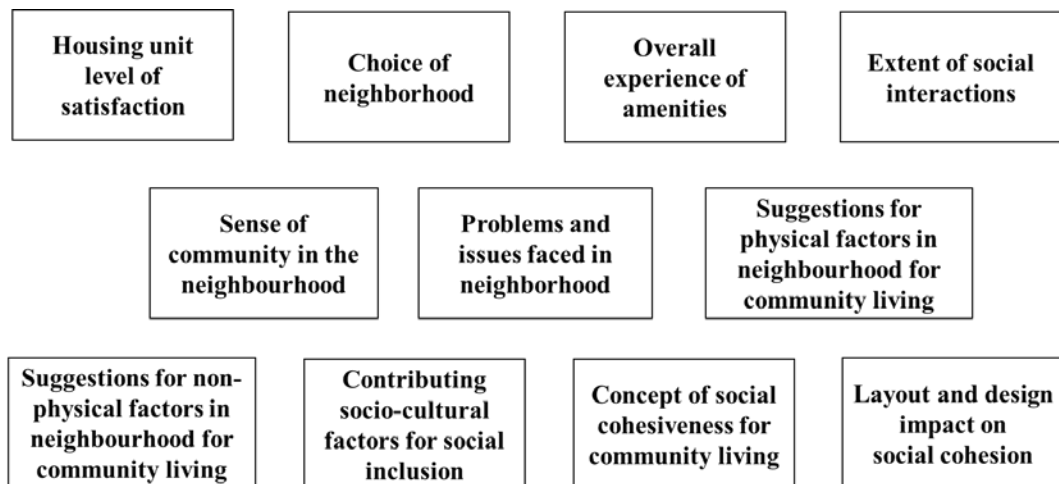 Housing unit
level of
satisfaction
Choice of
neighborhood
Overall
experience of
amenities
Extent of social
interactions
Sense of
community in the
neighbourhood
Problems and
issues faced in
neighborhood
Suggestions for
physical factors in
neighbourhood for
community living
Suggestions for non-
physical factors in
neighbourhood for
community living
Contributing
socio-cultural
factors for social
inclusion
Concept of social
cohesiveness for
community living
Layout and design
impact on
social cohesion